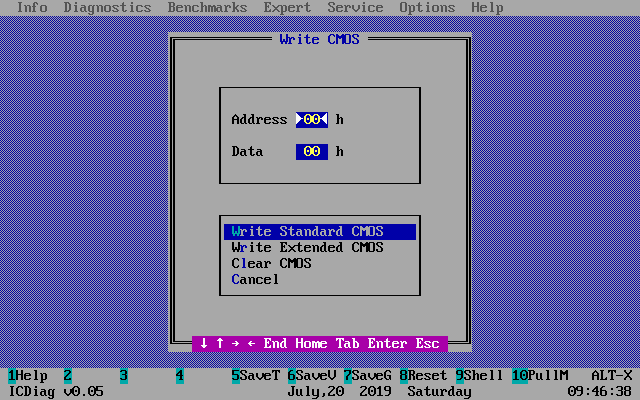 Info Diagnostics Benchmarks Expert Service Options Help
Write CMOS
Address 00 h
Data 00 h
Write Standard CMOS
Write Extended CMOS
Clear CMOS
Cancel
↓ ↑ → ← End Home Tab Enter Esc
1Help 2 3 4 5SaveT 6SaveV 7SaveG 8Reset 9Shell 10PullM ALT-X
ICDiag v0.05 July,20 2019 Saturday 09:46:38